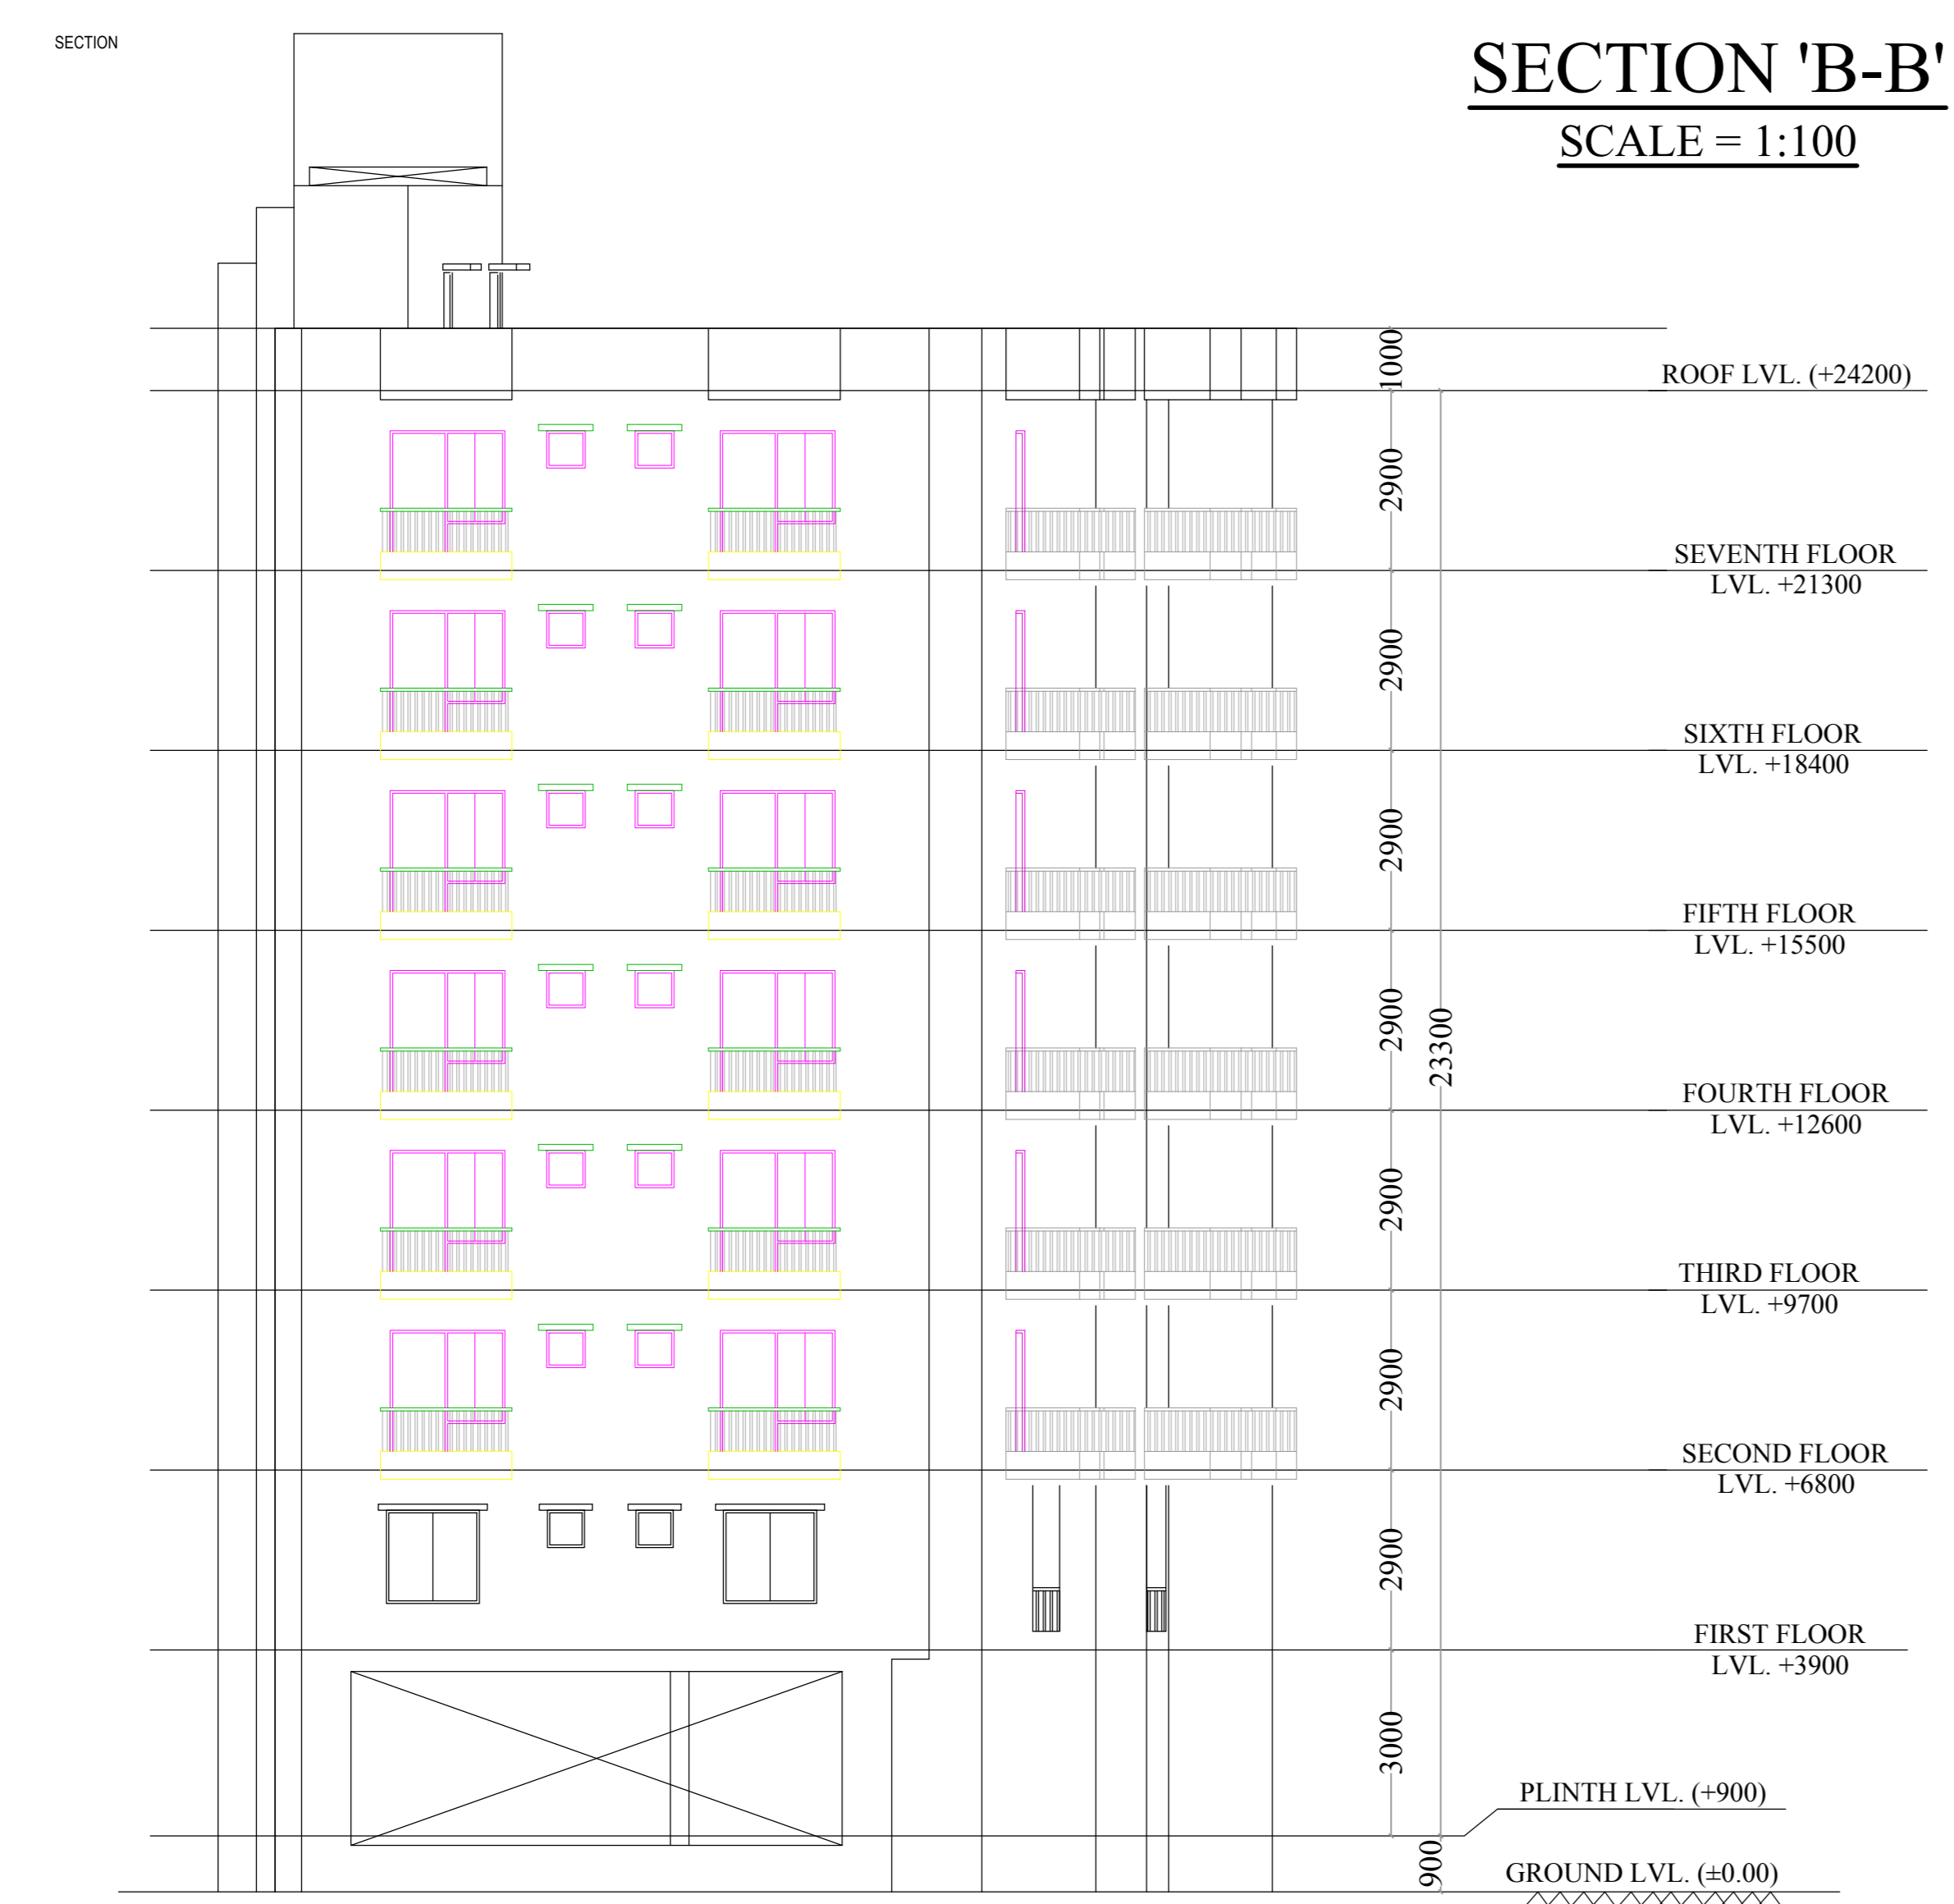 SECTION
SECTION 'B-B'
SCALE = 1:100
1000
ROOF LVL. (+24200)
2900
SEVENTH FLOOR
LVL. +21300
2900
SIXTH FLOOR
LVL. +18400
2900
FIFTH FLOOR
LVL. +15500
2900
23300
FOURTH FLOOR
LVL. +12600
2900
THIRD FLOOR
LVL. +9700
2900
SECOND FLOOR
LVL. +6800
2900
FIRST FLOOR
LVL. +3900
3000
PLINTH LVL. (+900)
900
GROUND LVL. (±0.00)